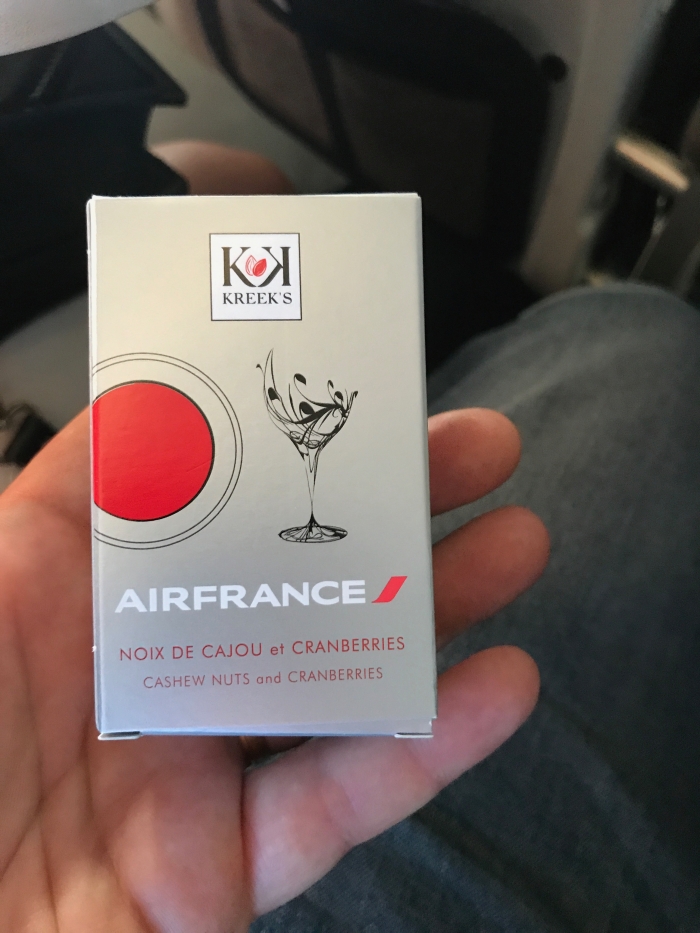 KK
KREEK'S
AIRFRANCE
NOIX DE CAJOU et CRANBERRIES
CASHEW NUTS and CRANBERRIES